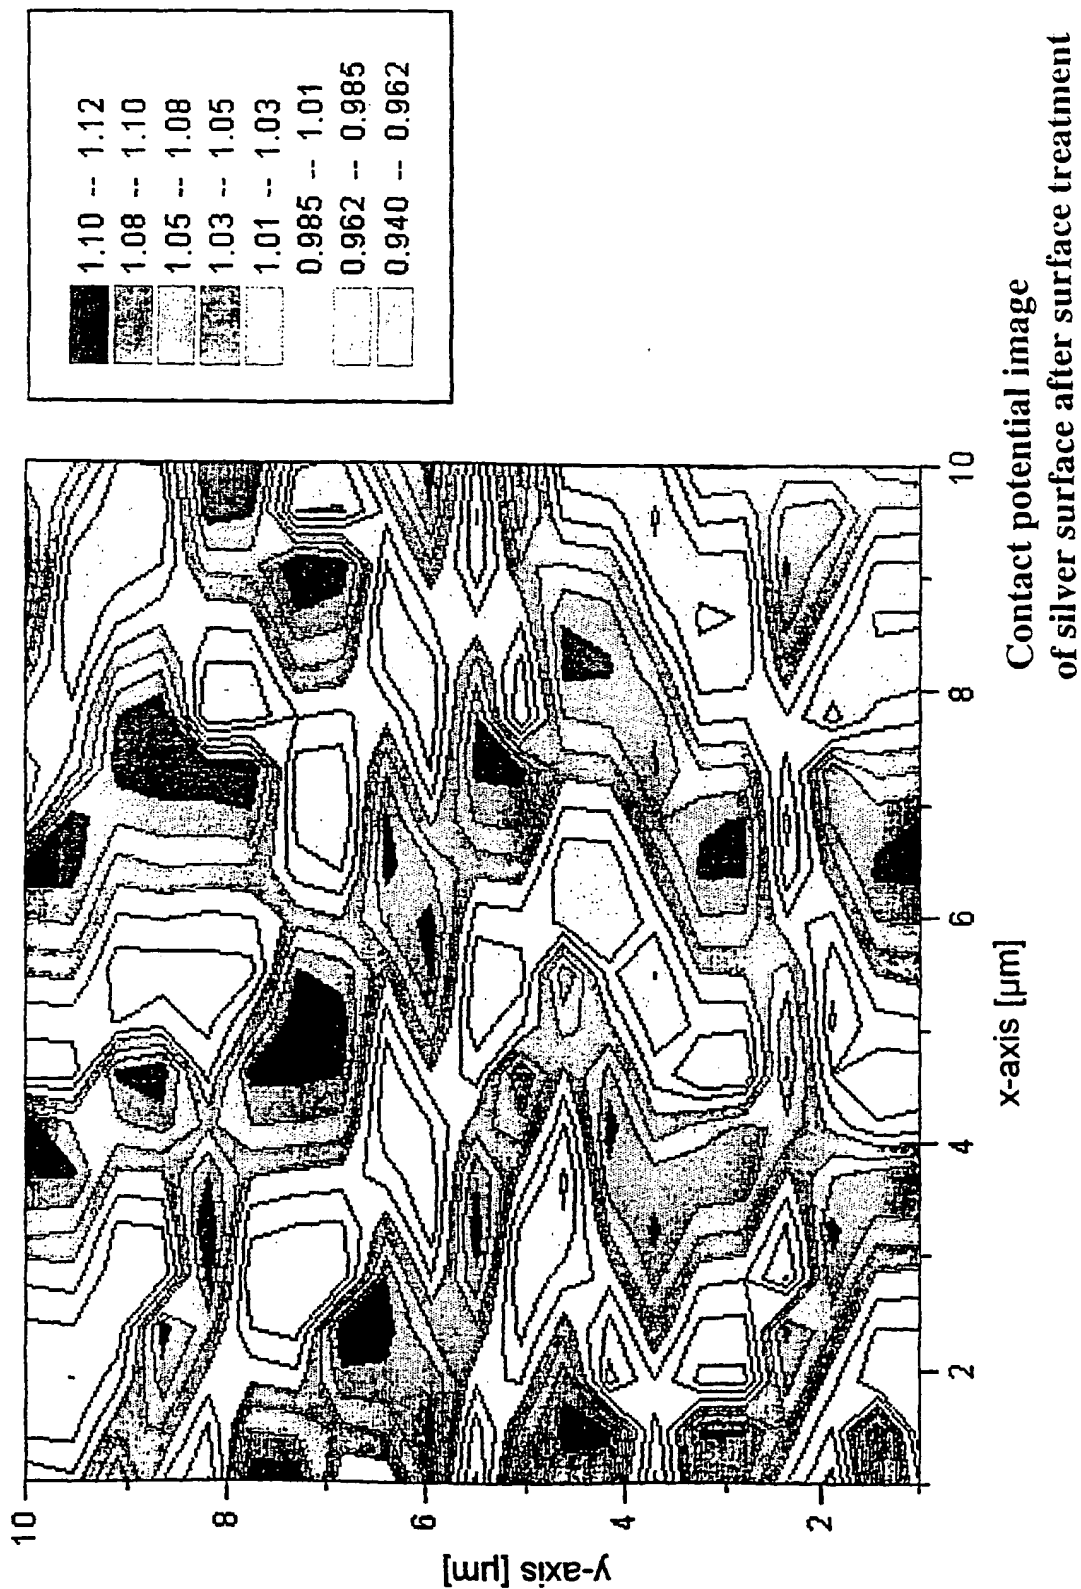 1.10 -- 1.12
1.08 -- 1.10
1.05 -- 1.08
1.03 -- 1.05
1.01 -- 1.03
0.985 -- 1.01
0.962 -- 0.985
0.940 -- 0.962
y-axis [µm]
10
8
6
4
2
2
4
6
8
10
x-axis [µm]
Contact potential image
of silver surface after surface treatment